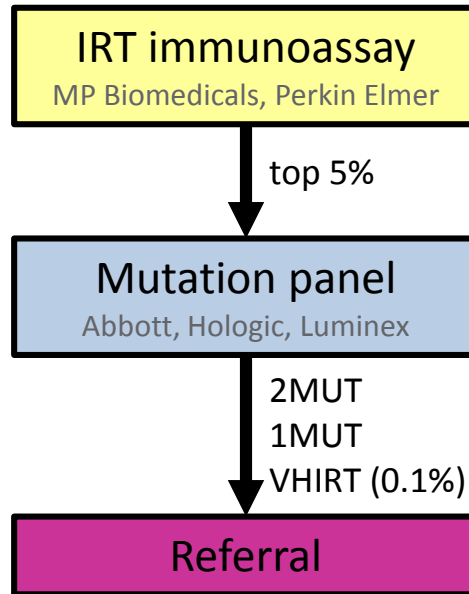 IRT immunoassay
MP Biomedicals, Perkin Elmer
top 5%
Mutation panel
Abbott, Hologic, Luminex
2MUT
1MUT
VHIRT (0.1%)
Referral